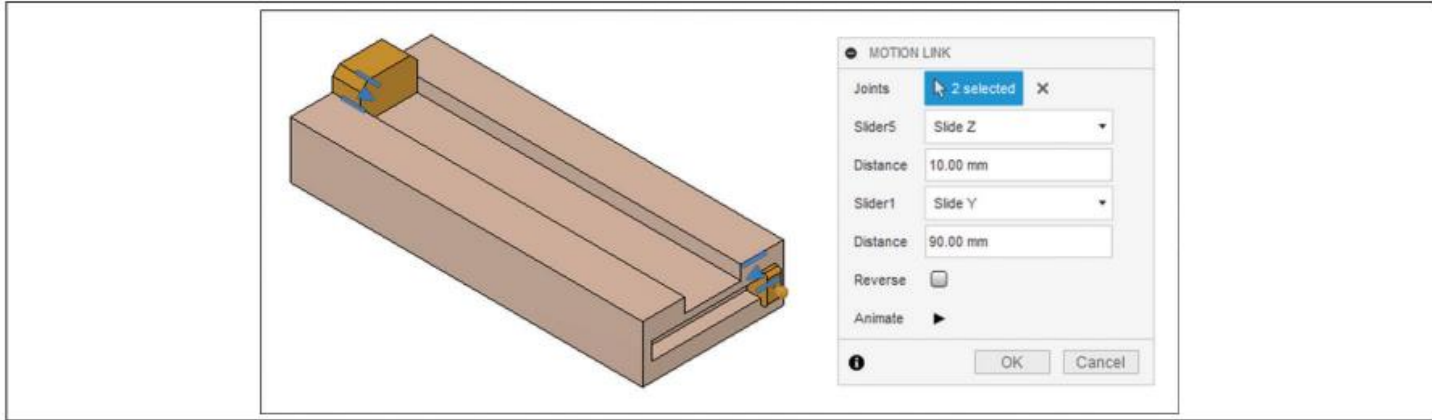 MOTION LINK
Joints 2 selected
Slider5 Slide Z
Distance 10.00 mm
Slider1 Slide Y
Distance 90.00 mm
Reverse
Animate
OK Cancel